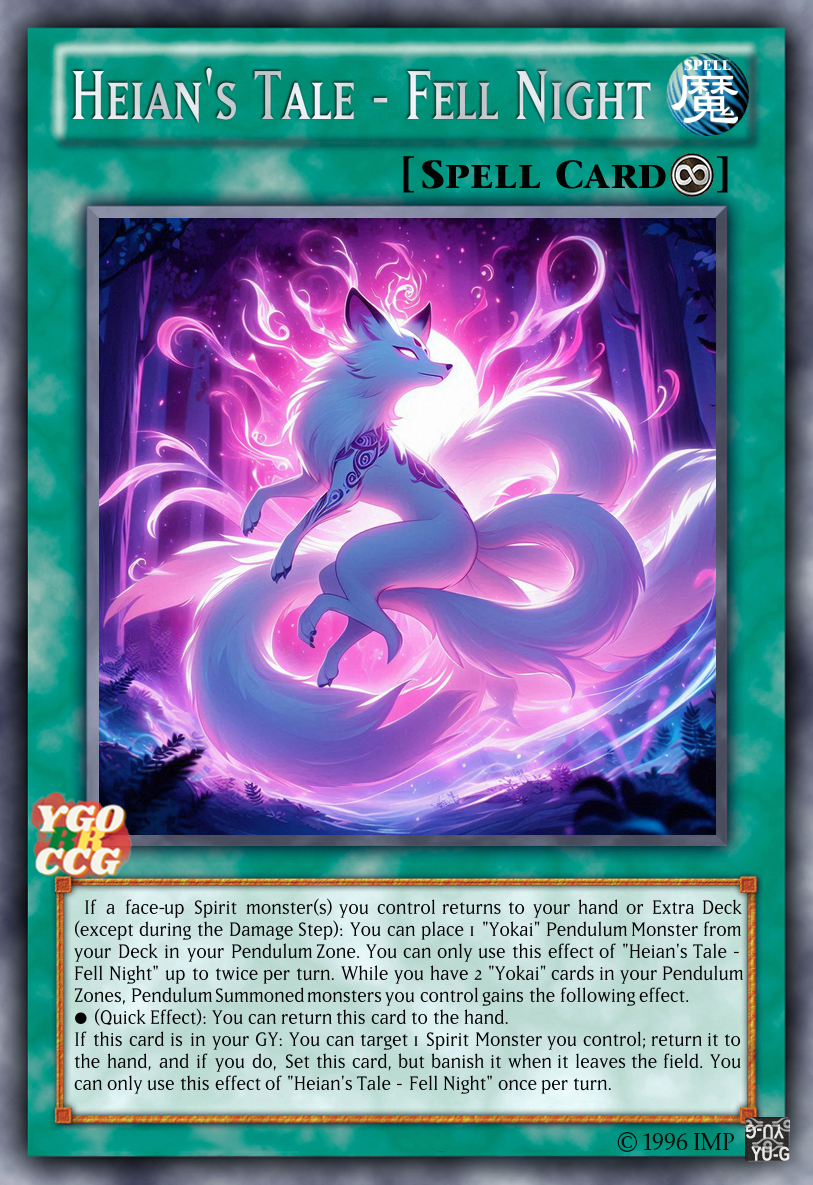 Heian's Tale - Fell Night
SPELL
魔
[Spell Card]
YGO
BR
CCG
If a face-up Spirit monster(s) you control returns to your hand or Extra Deck
(except during the Damage Step): You can place 1 "Yokai" Pendulum Monster from
your Deck in your Pendulum Zone. You can only use this effect of "Heian's Tale -
Fell Night" up to twice per turn. While you have 2 "Yokai" cards in your Pendulum
Zones, Pendulum Summoned monsters you control gains the following effect.
● (Quick Effect): You can return this card to the hand.
If this card is in your GY: You can target 1 Spirit Monster you control; return it to
the hand, and if you do, Set this card, but banish it when it leaves the field. You
can only use this effect of "Heian's Tale - Fell Night" once per turn.
© 1996 IMP
YU-G
YU-G